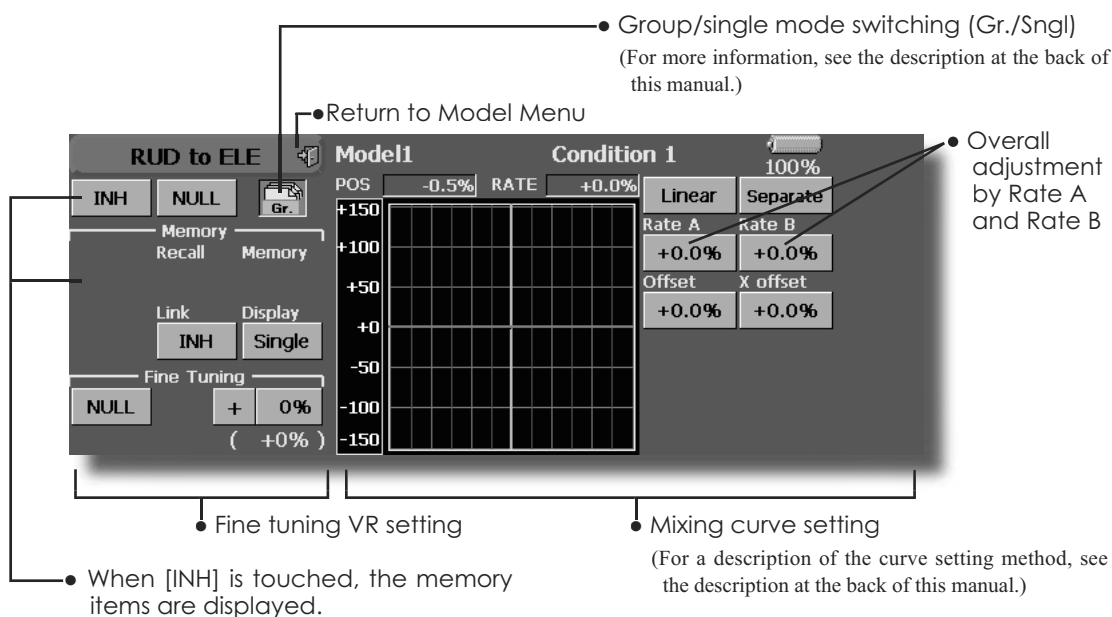 ● Group/single mode switching (Gr./Sngl)
(For more information, see the description at the back of
this manual.)
●Return to Model Menu
RUD to ELE
Model1
Condition 1
100%
● Overall
adjustment
by Rate A
and Rate B
INH
NULL
Gr.
POS
-0.5%
RATE
+0.0%
Linear
Separate
Memory
Recall
Memory
Rate A
Rate B
+0.0%
+0.0%
Offset
X offset
+0.0%
+0.0%
Link
Display
INH
Single
Fine Tuning
NULL
+
0%
( +0% )
+150
+100
+50
+0
-50
-100
-150
● Fine tuning VR setting
● Mixing curve setting
(For a description of the curve setting method, see
the description at the back of this manual.)
● When [INH] is touched, the memory
items are displayed.